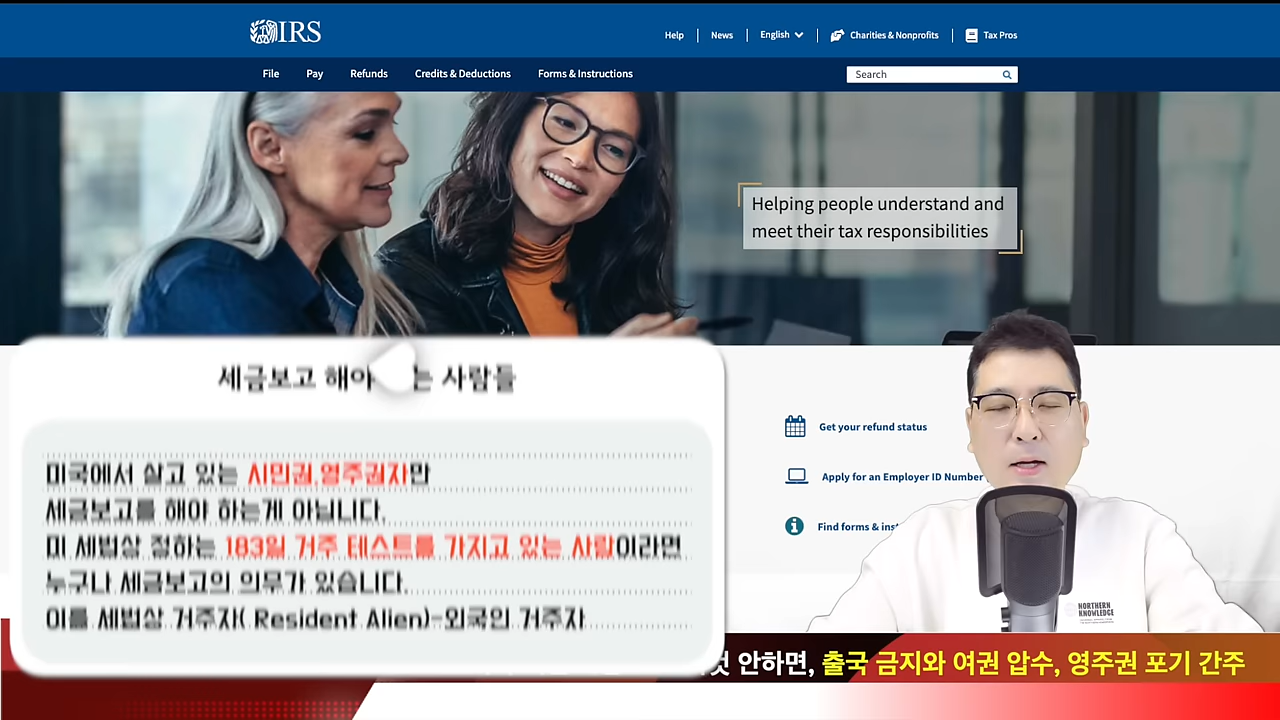 IRS
Help
News
English
Charities & Nonprofits
Tax Pros
File
Pay
Refunds
Credits & Deductions
Forms & Instructions
Search
Helping people understand and
meet their tax responsibilities
세금보고 해야 는 사람들
미국에서 살고 있는 시민권,영주권자만
세금보고를 해야 하는게 아닙니다.
미 세법상 정하는 183일 거주 테스트를 가지고 있는 사람이라면
누구나 세금보고의 의무가 있습니다.
이를 세법상 거주자( Resident Alien)-외국인 거주자
Get your refund status
Apply for an Employer ID Number
Find forms &
NORTHERN
KNOWLEDGE
안하면, 출국 금지와 여권 압수, 영주권 포기 간주